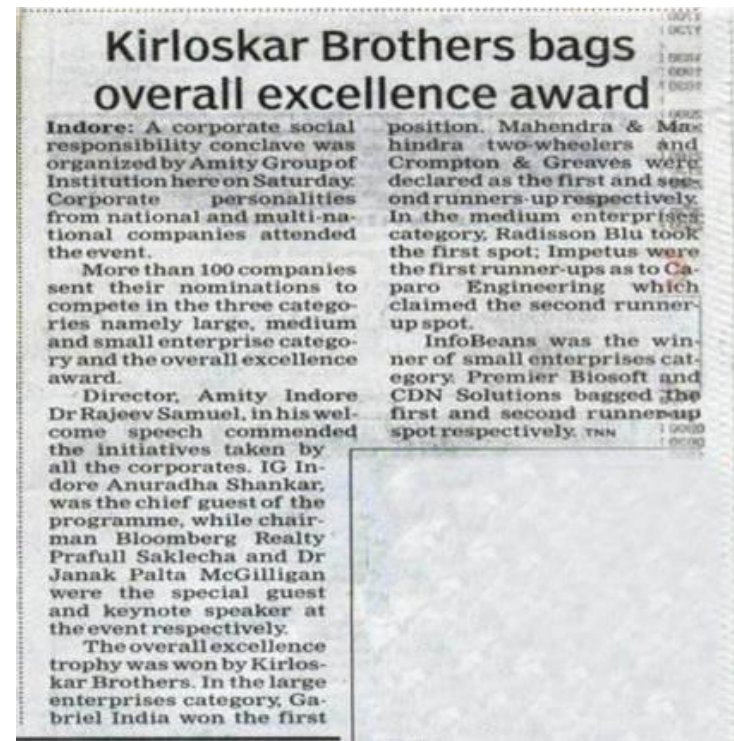 Kirloskar Brothers bags
overall excellence award
Indore: A corporate social
responsibility conclave was
organized by Amity Group of
Institution here on Saturday.
Corporate personalities
from national and multi-na-
tional companies attended
the event.
More than 100 companies
sent their nominations to
compete in the three catego-
ries namely large, medium
and small enterprise catego-
ry and the overall excellence
award.
Director, Amity Indore
Dr Rajeev Samuel, in his wel-
come speech commended
the initiatives taken by
all the corporates. IG In-
dore Anuradha Shankar,
was the chief guest of the
programme, while chair-
man Bloomberg Realty
Prafull Saklecha and Dr
Janak Palta McGilligan
were the special guest
and keynote speaker at
the event respectively.
The overall excellence
trophy was won by Kirlos-
kar Brothers. In the large
enterprises category, Ga-
briel India won the first
position. Mahendra & Ma-
hindra two-wheelers and
Crompton & Greaves were
declared as the first and sec-
ond runners-up respectively.
In the medium enterprises
category, Radisson Blu took
the first spot; Impetus were
the first runner-ups as to Ca-
paro Engineering which
claimed the second runner-
up spot.
InfoBeans was the win-
ner of small enterprises cat-
egory. Premier Biosoft and
CDN Solutions bagged the
first and second runner-up
spot respectively. TNN